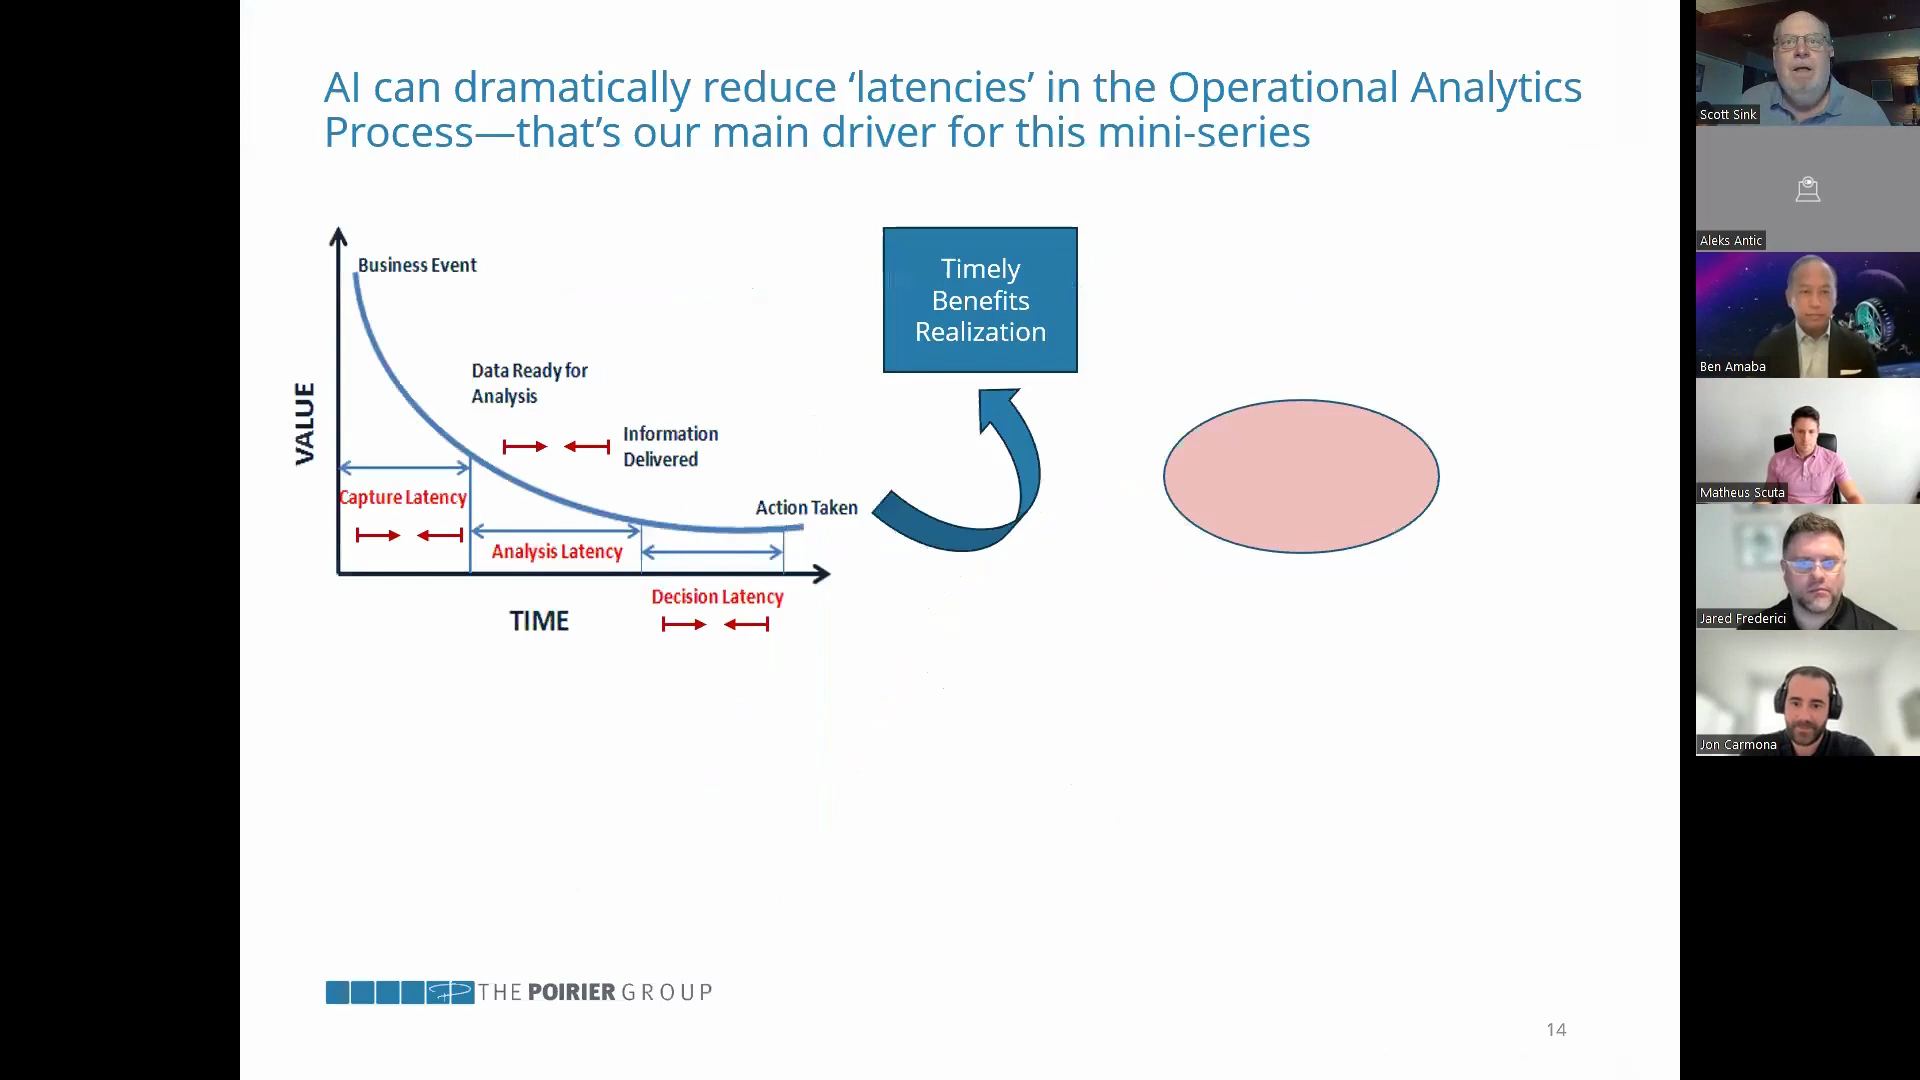 AI can dramatically reduce ‘latencies’ in the Operational Analytics
Process—that’s our main driver for this mini-series
VALUE
Business Event
Data Ready for
Analysis
Information
Delivered
Action Taken
Capture Latency
Analysis Latency
Decision Latency
TIME
Timely
Benefits
Realization
THE POIRIER GROUP
14
Scott Sink
Aleks Antic
Ben Amaba
Matheus Scuta
Jared Frederici
Jon Carmona